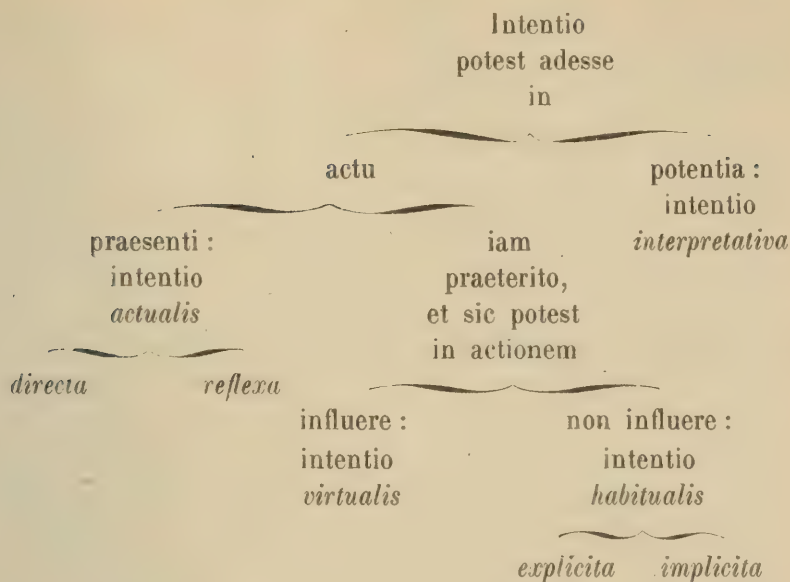 Intentio
potest adesse
in
actu
potentia :
intentio
interpretativa
praesenti :
intentio
actualis
iam
praeterito,
et sic potest
in actionem
directa
reflexa
influere :
intentio
virtualis
non influere :
intentio
habitualis
explicita
implicita